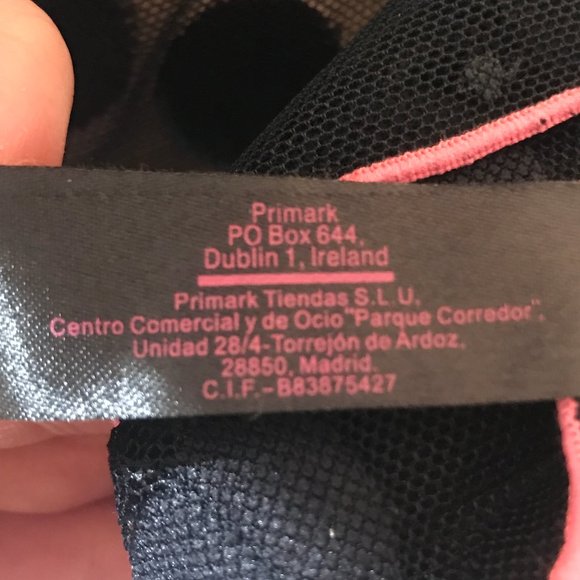 Primark
PO Box 644,
Dublin 1, Ireland
Primark Tiendas S.L.U.
Centro Comercial y de Ocio "Parque Corredor",
Unidad 28/4-Torrejón de Ardoz,
28850, Madrid.
C.I.F.-B83875427